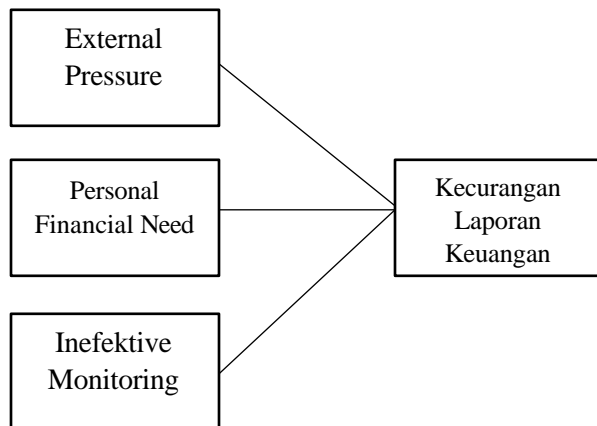 External
Pressure
Personal
Financial Need
Inefektive
Monitoring
Kecurangan
Laporan
Keuangan